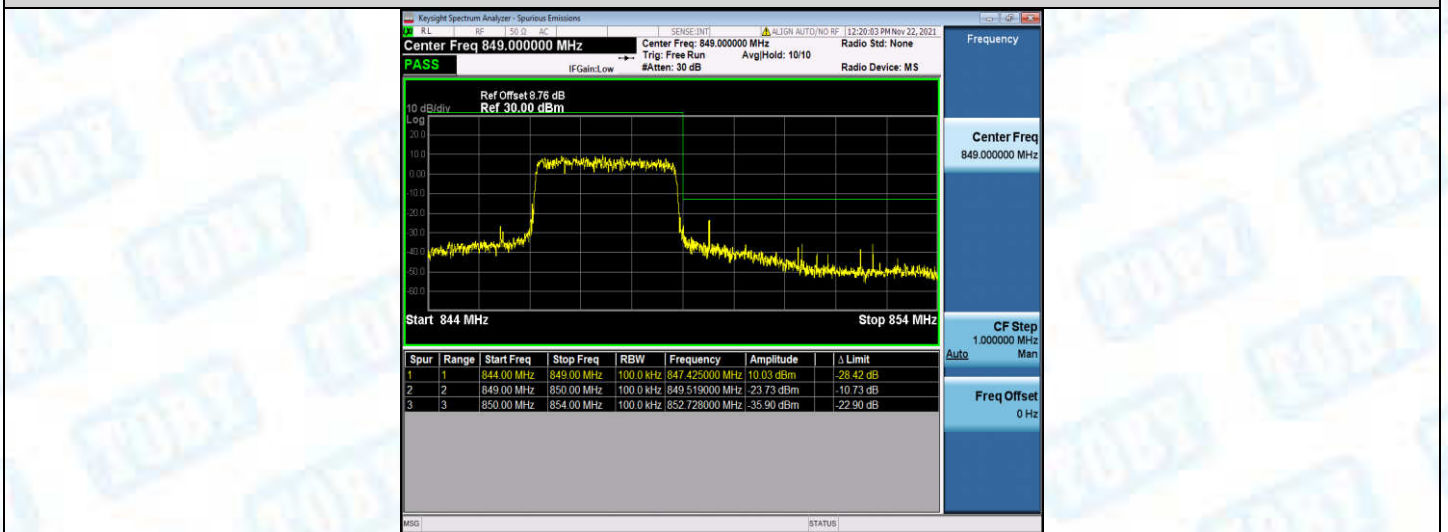 Keysight Spectrum Analyzer - Spurious Emissions
RL RF 50 Ω AC SENSE:INT ALIGN AUTO/NO RF 12:20:03 PM Nov 22, 2021
Center Freq 849.000000 MHz
Center Freq: 849.000000 MHz
Radio Std: None
Trig: Free Run Avg|Hold: 10/10
PASS
IFGain:Low
#Atten: 30 dB
Radio Device: MS
Ref Offset 8.76 dB
10 dB/div Ref 30.00 dBm
Log
20.0
10.0
0.00
-10.0
-20.0
-30.0
-40.0
-50.0
-60.0
Start 844 MHz Stop 854 MHz
Spur Range Start Freq Stop Freq RBW Frequency Amplitude Δ Limit
1 1 844.00 MHz 849.00 MHz 100.0 kHz 847.425000 MHz 10.03 dBm -28.42 dB
2 2 849.00 MHz 850.00 MHz 100.0 kHz 849.519000 MHz -23.73 dBm -10.73 dB
3 3 850.00 MHz 854.00 MHz 100.0 kHz 852.728000 MHz -35.90 dBm -22.90 dB
MSG STATUS
Frequency
Center Freq
849.000000 MHz
CF Step
1.000000 MHz
Auto Man
Freq Offset
0 Hz